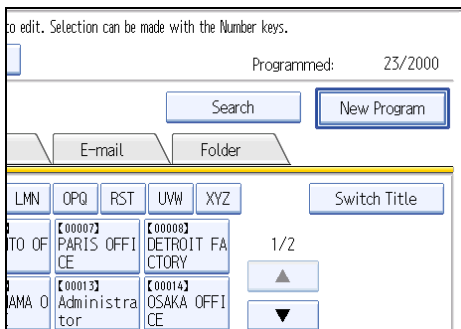 to edit. Selection can be made with the Number keys.
Programmed: 23/2000
Search New Program
E-mail Folder
LMN OPQ RST UVW XYZ Switch Title
【00007】 【00008】
TO OF PARIS OFFI DETROIT FA 1/2
CE CTORY
【00013】 【00014】
AMA O Administra OSAKA OFFI
tor CE